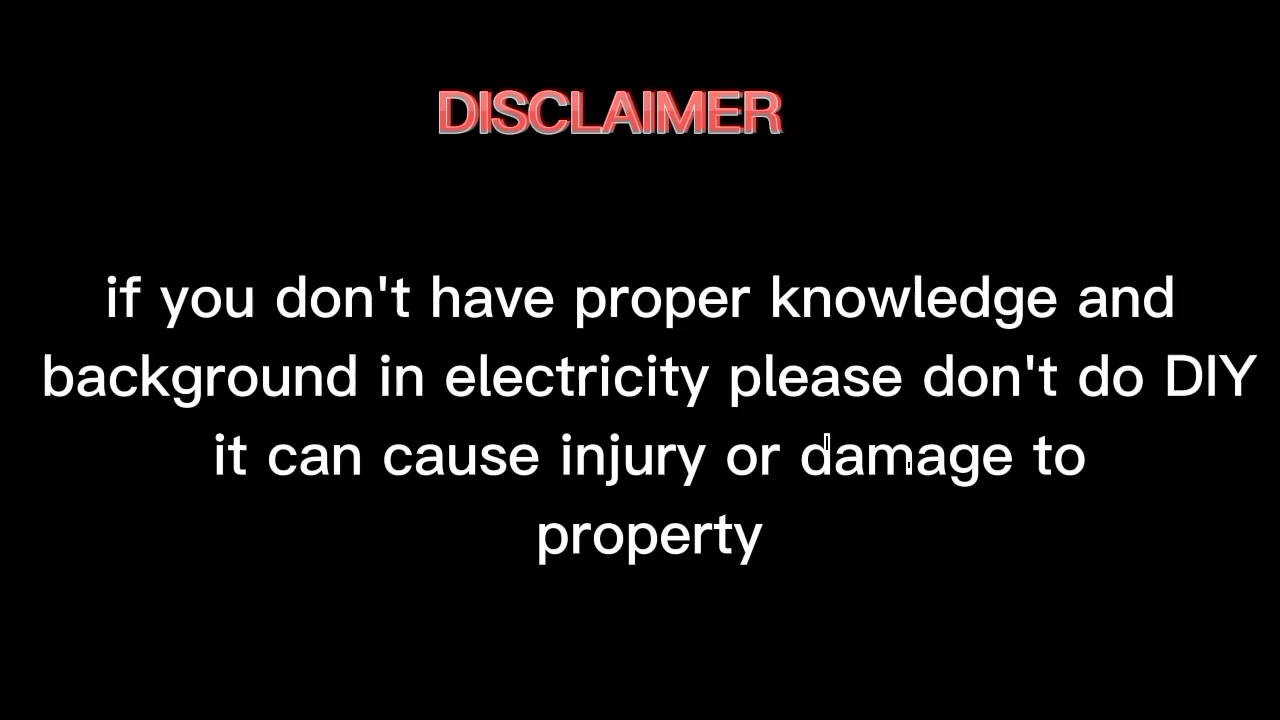 DISCLAIMER
if you don't have proper knowledge and
background in electricity please don't do DIY
it can cause injury or damage to
property